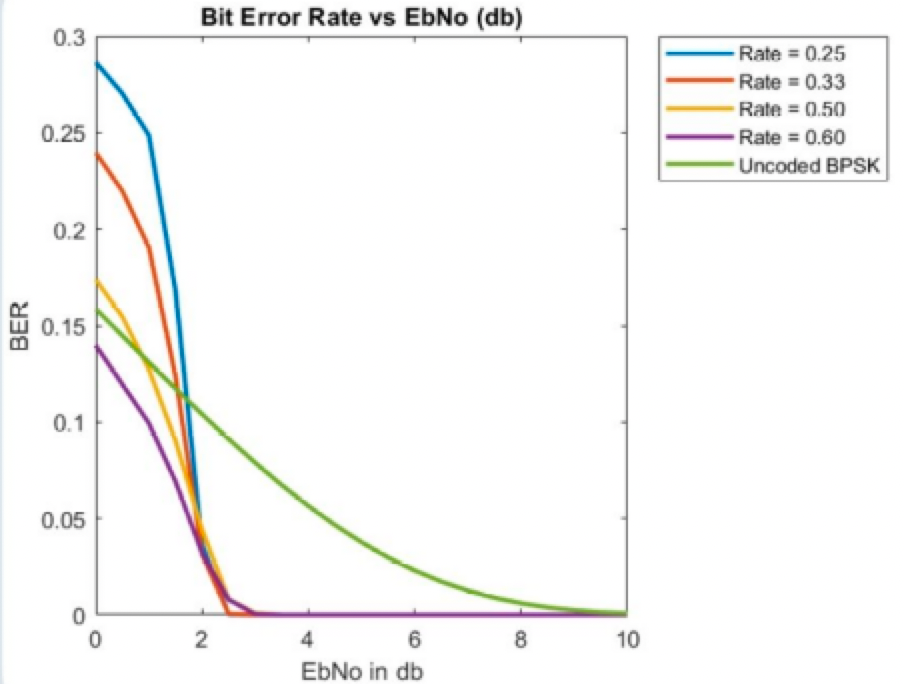 Bit Error Rate vs EbNo (db)
0.3
0.25
0.2
0.15
0.1
0.05
0
BER
0 2 4 6 8 10
EbNo in db
Rate = 0.25
Rate = 0.33
Rate = 0.50
Rate = 0.60
Uncoded BPSK